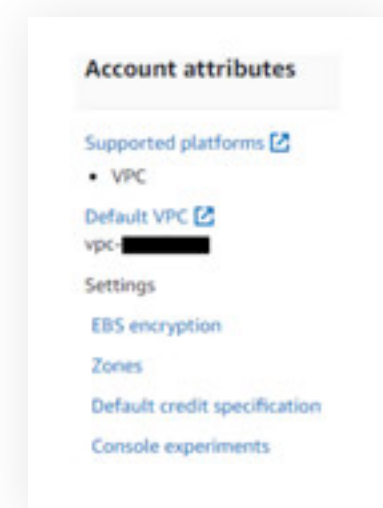 Account attributes
Supported platforms
• VPC
Default VPC
vpc-
Settings
EBS encryption
Zones
Default credit specification
Console experiments